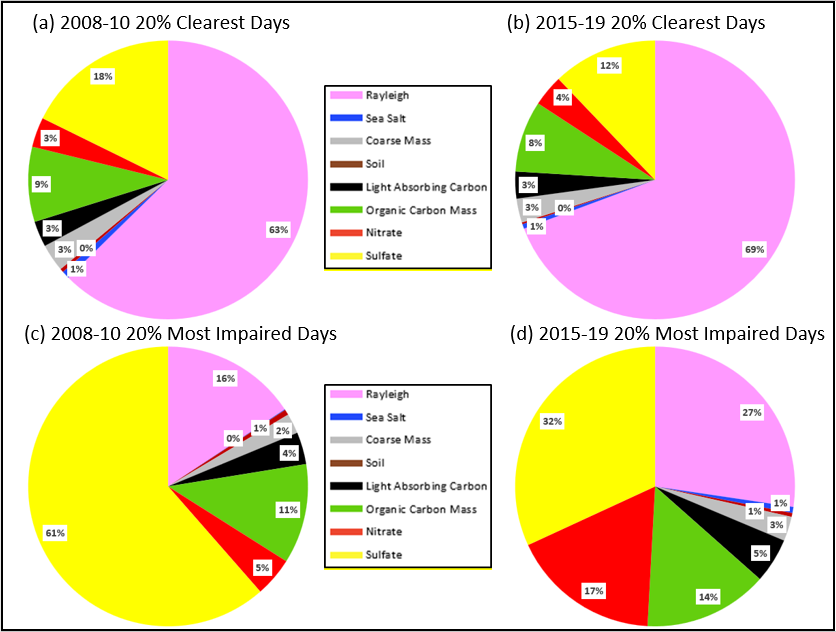 (a) 2008-10 20% Clearest Days
(b) 2015-19 20% Clearest Days
18%
3%
9%
3%
3%
0%
1%
63%
Rayleigh
Sea Salt
Coarse Mass
Soil
Light Absorbing Carbon
Organic Carbon Mass
Nitrate
Sulfate
12%
4%
8%
3%
3%
0%
1%
69%
(c) 2008-10 20% Most Impaired Days
(d) 2015-19 20% Most Impaired Days
16%
1%
2%
0%
4%
11%
5%
61%
Rayleigh
Sea Salt
Coarse Mass
Soil
Light Absorbing Carbon
Organic Carbon Mass
Nitrate
Sulfate
32%
27%
1%
1%
3%
5%
14%
17%